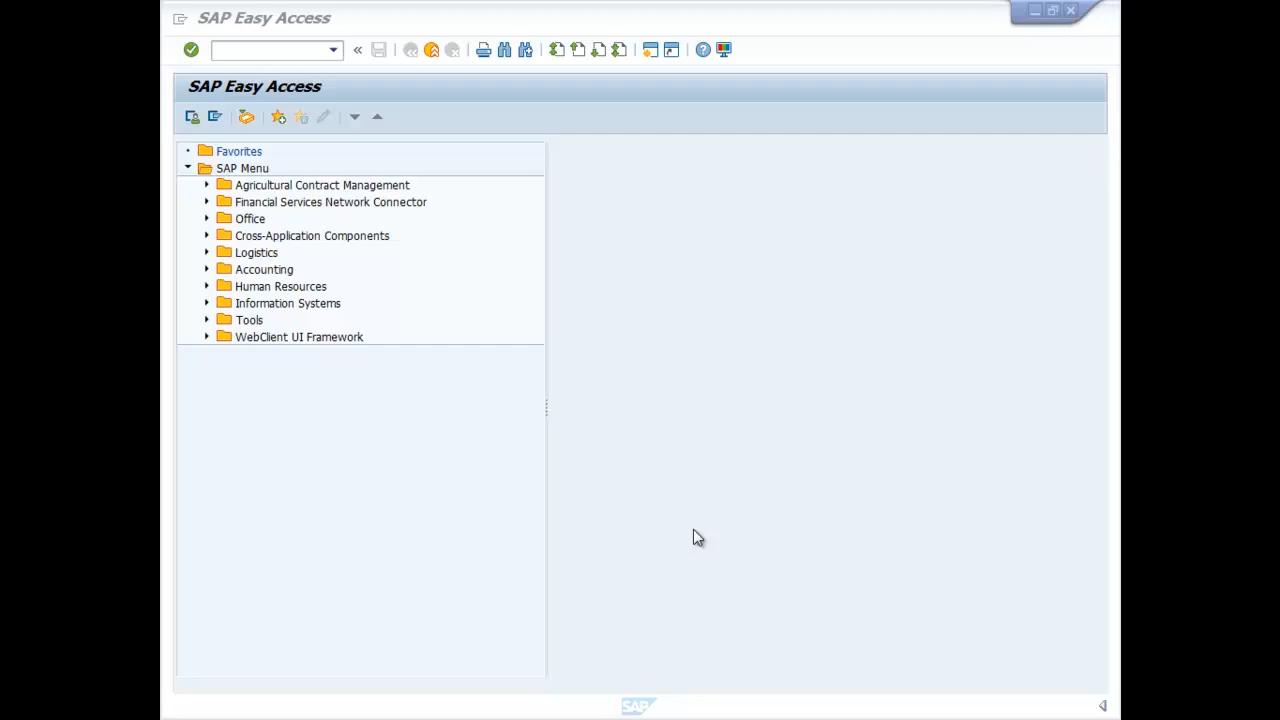 SAP Easy Access
SAP Easy Access
Favorites
SAP Menu
Agricultural Contract Management
Financial Services Network Connector
Office
Cross-Application Components
Logistics
Accounting
Human Resources
Information Systems
Tools
WebClient UI Framework
SAP